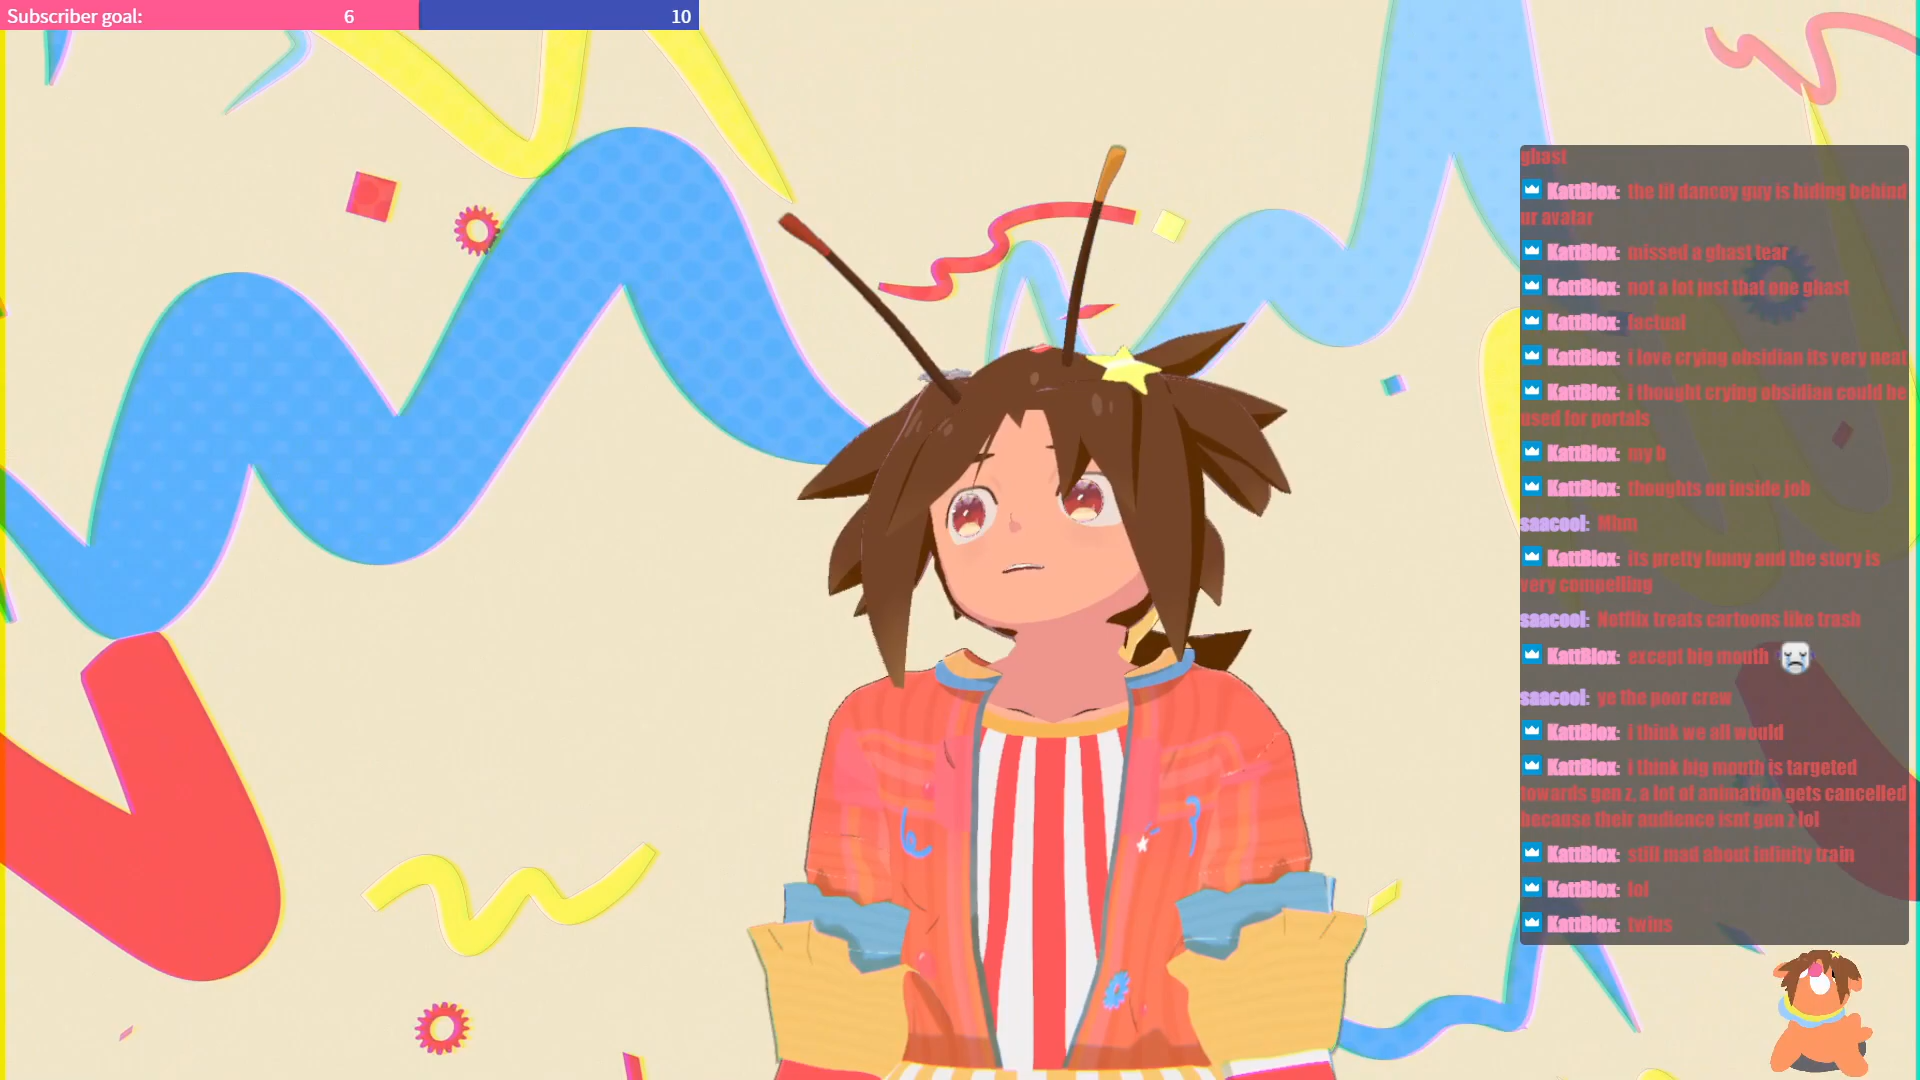 Subscriber goal: 6 10
ghast
KattBlox: the lil dancey guy is hiding behind
ur avatar
KattBlox: missed a ghast tear
KattBlox: not a lot just that one ghast
KattBlox: factual
KattBlox: i love crying obsidian its very neat
KattBlox: i thought crying obsidian could be
used for portals
KattBlox: my b
KattBlox: thoughts on inside job
saacool: Mhm
KattBlox: its pretty funny and the story is
very compelling
saacool: Netflix treats cartoons like trash
KattBlox: except big mouth
saacool: ye the poor crew
KattBlox: i think we all would
KattBlox: i think big mouth is targeted
towards gen z, a lot of animation gets cancelled
because their audience isnt gen z lol
KattBlox: still mad about infinity train
KattBlox: lol
KattBlox: twins